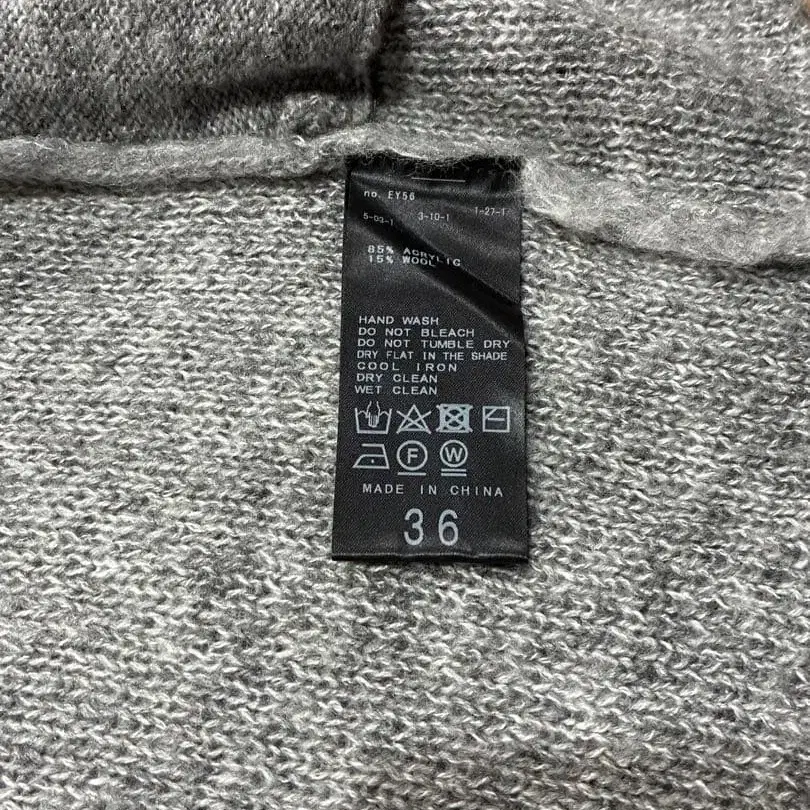 no. EY56
5-03-1 3-10-1 1-27-1
85% ACRYLIC
15% WOOL
HAND WASH
DO NOT BLEACH
DO NOT TUMBLE DRY
DRY FLAT IN THE SHADE
COOL IRON
DRY CLEAN
WET CLEAN
F W
MADE IN CHINA
36